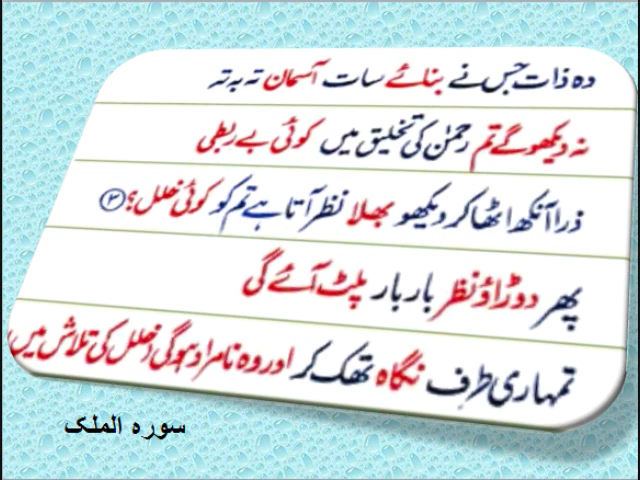 وہ ذات جس نے بنائے سات آسمان تہ بہ تہ
نہ دیکھو گے تم رحمٰن کی تخلیق میں کوئی بے ربطی
ذرا آنکھ اٹھا کر دیکھو بھلا نظر آتا ہے تم کو کوئی خلل؟ ③
پھر دوڑاؤ نظر بار بار پلٹ آئے گی
تمہاری طرف نگاہ تھک کر اور وہ نامراد ہوگی خلل کی تلاش میں
سورہ الملک